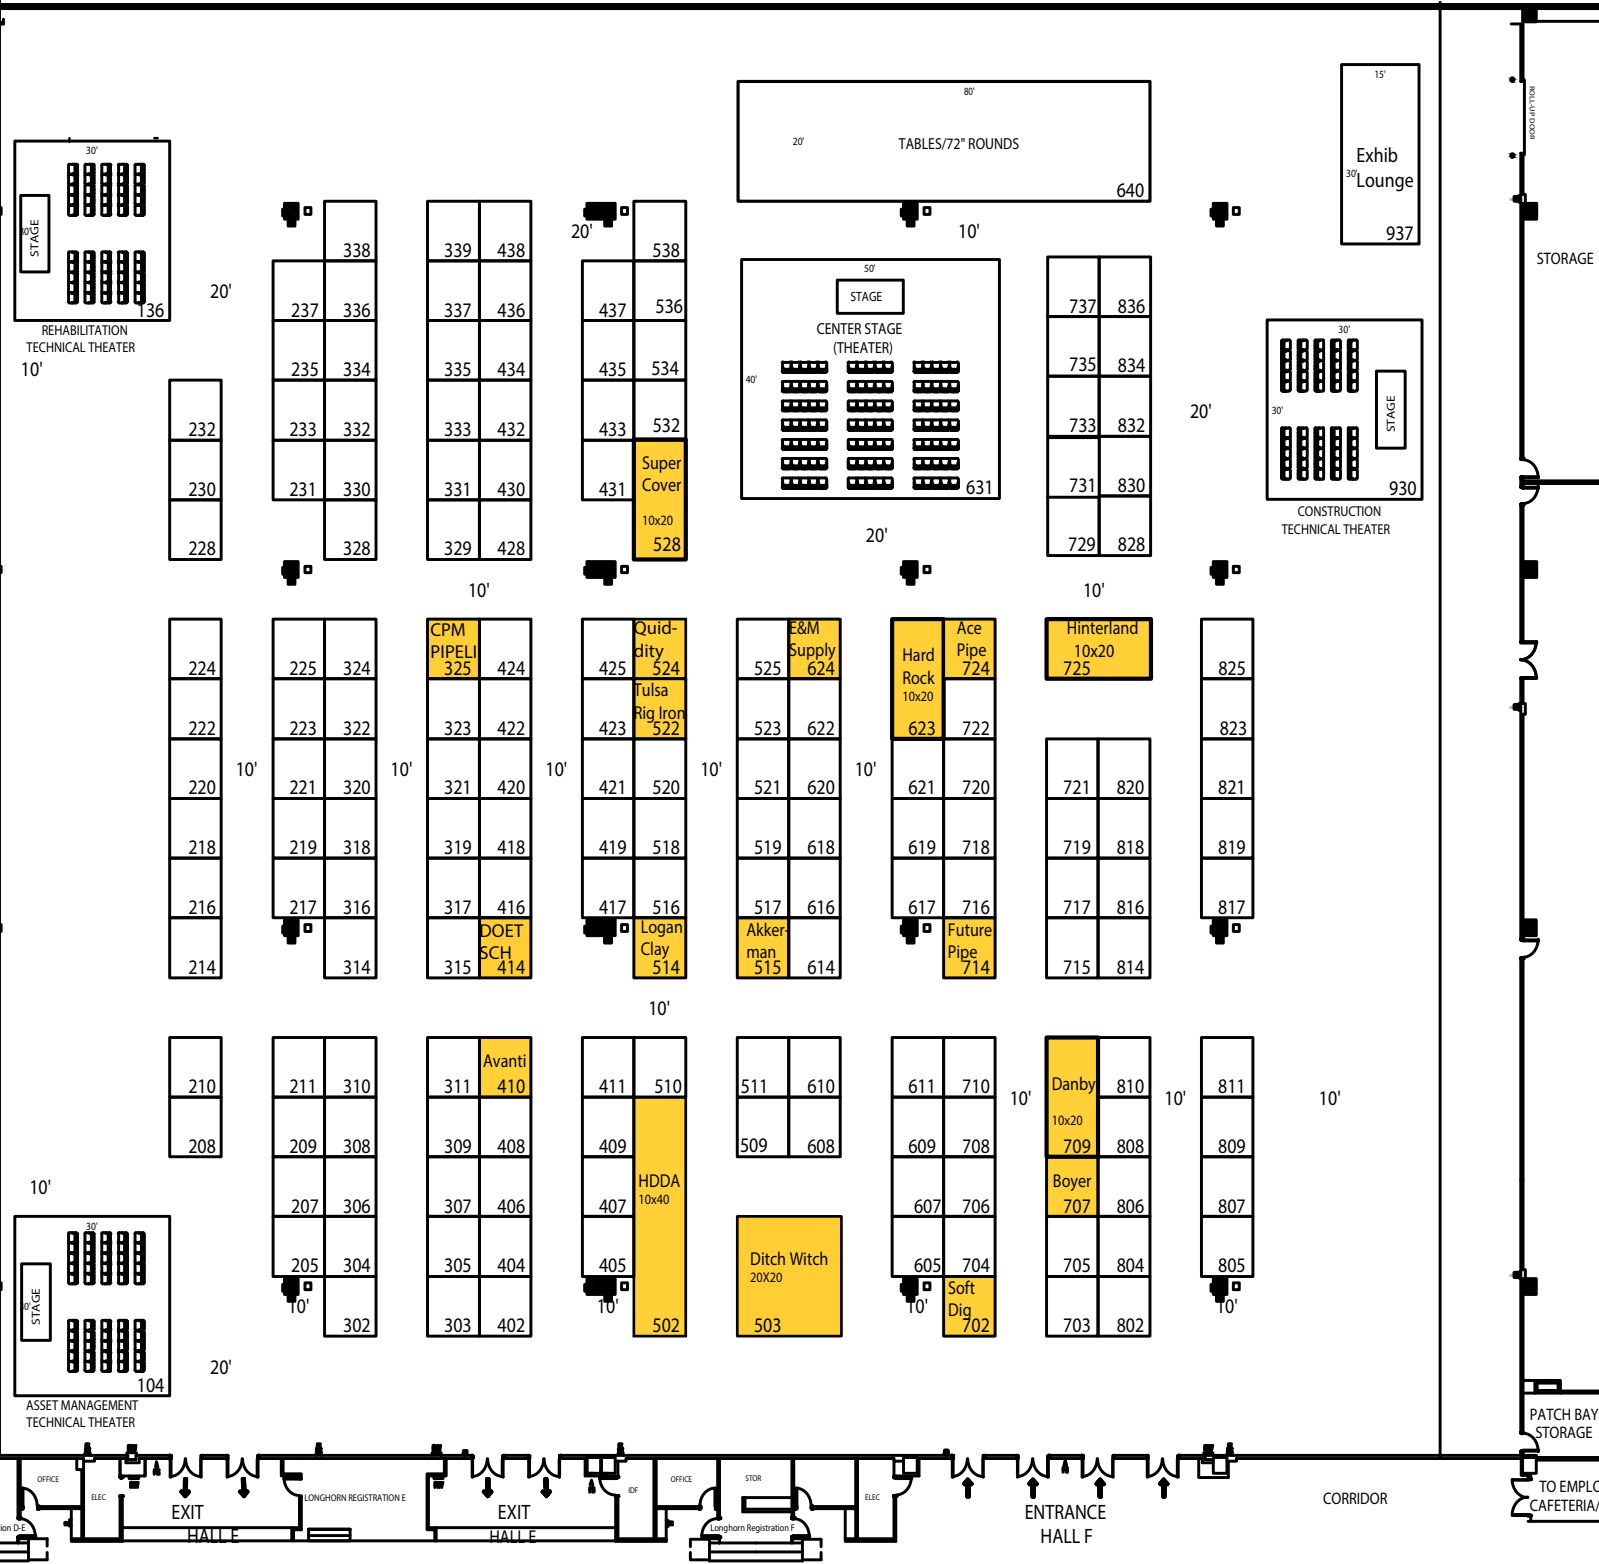 80'
20'
TABLES/72" ROUNDS
640
15'
Exhib
30'
Lounge
937
ROLL-UP DOOR
STORAGE
30'
STAGE
136
REHABILITATION
TECHNICAL THEATER
10'
20'
20'
10'
338
339
438
538
237
336
337
436
437
536
235
334
335
434
435
534
232
233
332
333
432
433
532
230
231
330
331
430
431
Super
Cover
10x20
528
228
328
329
428
50'
STAGE
CENTER STAGE
(THEATER)
40'
631
20'
737
836
735
834
733
832
731
830
729
828
20'
30'
30'
STAGE
930
CONSTRUCTION
TECHNICAL THEATER
10'
10'
224
225
324
CPM
PIPELI
325
424
425
Quid-
dity
524
525
E&M
Supply
624
Hard
Rock
10x20
623
Ace
Pipe
724
Hinterland
10x20
725
825
222
223
322
323
422
423
Tulsa
Rig Iron
522
523
622
722
823
10'
10'
10'
10'
10'
220
221
320
321
420
421
520
521
620
621
720
721
820
821
218
219
318
319
418
419
518
519
618
619
718
719
818
819
216
217
316
317
416
417
516
517
616
617
716
717
816
817
214
314
315
DOET
SCH
414
Logan
Clay
514
Akker-
man
515
614
Future
Pipe
714
715
814
10'
210
211
310
311
Avanti
410
411
510
511
610
611
710
10'
Danby
10x20
709
810
10'
811
10'
208
209
308
309
408
409
509
608
609
708
808
809
10'
207
306
307
406
407
HDDA
10x40
502
607
706
Boyer
707
806
807
205
304
305
404
405
Ditch Witch
20X20
503
605
704
705
804
805
10'
302
303
402
10'
10'
Soft
Dig
702
703
802
10'
30'
STAGE
104
ASSET MANAGEMENT
TECHNICAL THEATER
20'
PATCH BAY
STORAGE
OFFICE
ELEC
EXIT
HALL E
LONGHORN REGISTRATION E
EXIT
HALL E
IDF
OFFICE
STOR
Longhorn Registration F
ELEC
ENTRANCE
HALL F
CORRIDOR
TO EMPLO
CAFETERIA/
ion D-E